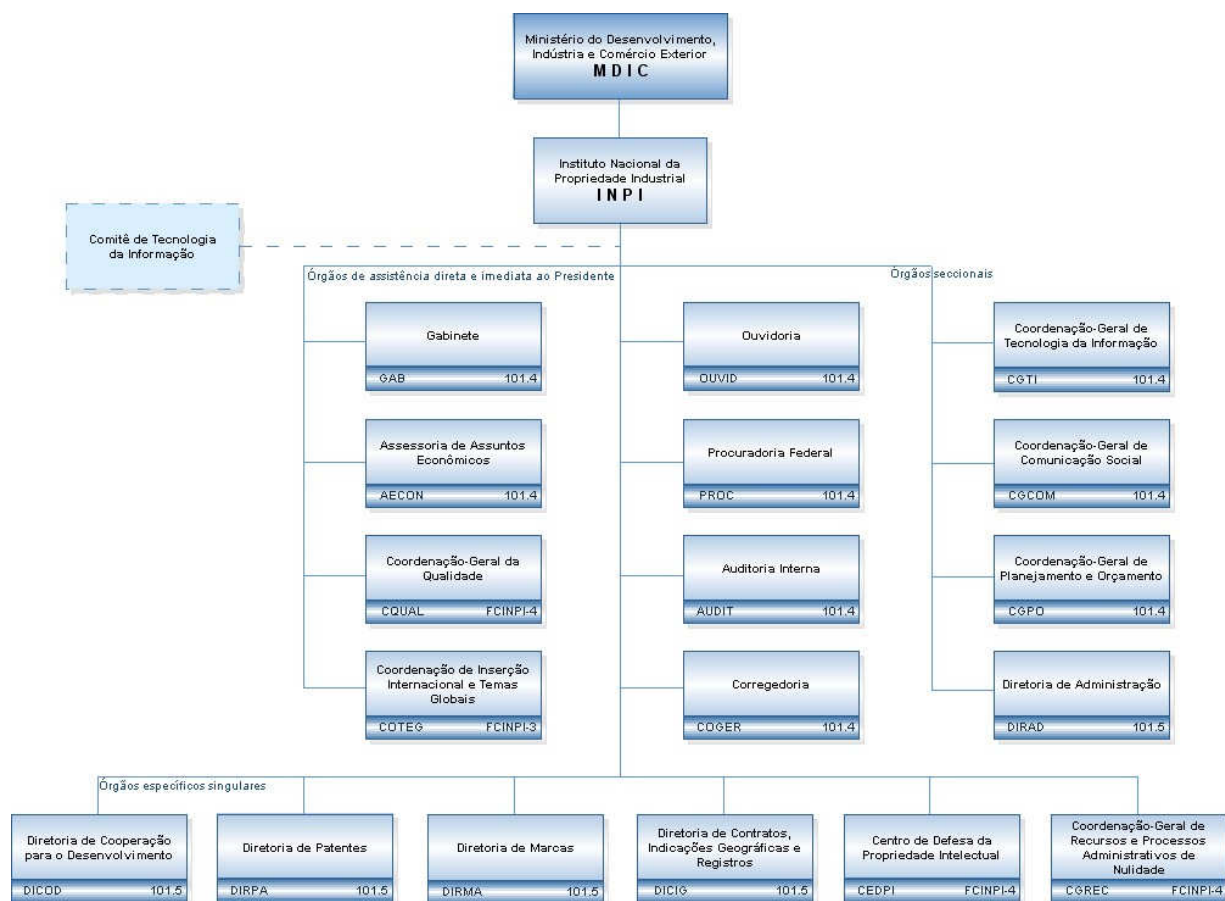 Ministério do Desenvolvimento,
Indústria e Comércio Exterior
MDIC
Instituto Nacional da
Propriedade Industrial
INPI
Comitê de Tecnologia
da Informação
Órgãos de assistência direta e imediata ao Presidente
Órgãos seccionais
Gabinete
GAB 101.4
Ouvidoria
OUVID 101.4
Coordenação-Geral de
Tecnologia da Informação
CGTI 101.4
Assessoria de Assuntos
Econômicos
AECON 101.4
Procuradoria Federal
PROC 101.4
Coordenação-Geral de
Comunicação Social
CGCOM 101.4
Coordenação-Geral da
Qualidade
CQUAL FCINPI-4
Auditoria Interna
AUDIT 101.4
Coordenação-Geral de
Planejamento e Orçamento
CGPO 101.4
Coordenação de Inserção
Internacional e Temas
Globais
COTEG FCINPI-3
Corregedoria
COGER 101.4
Diretoria de Administração
DIRAD 101.5
Órgãos específicos singulares
Diretoria de Cooperação
para o Desenvolvimento
DICOD 101.5
Diretoria de Patentes
DIRPA 101.5
Diretoria de Marcas
DIRMA 101.5
Diretoria de Contratos,
Indicações Geográficas e
Registros
DICIG 101.5
Centro de Defesa da
Propriedade Intelectual
CEDPI FCINPI-4
Coordenação-Geral de
Recursos e Processos
Administrativos de
Nulidade
CGREC FCINPI-4